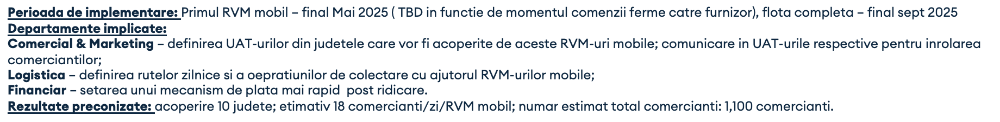 Perioada de implementare: Primul RVM mobil – final Mai 2025 ( TBD in functie de momentul comenzii ferme catre furnizor), flota completa – final sept 2025
Departamente implicate:
Comercial & Marketing – definirea UAT-urilor din judetele care vor fi acoperite de aceste RVM-uri mobile; comunicare in UAT-urile respective pentru inrolarea
comerciantilor;
Logistica – definirea rutelor zilnice si a oepratiunilor de colectare cu ajutorul RVM-urilor mobile;
Financiar – setarea unui mecanism de plata mai rapid  post ridicare.
Rezultate preconizate: acoperire 10 judete; etimativ 18 comercianti/zi/RVM mobil; numar estimat total comercianti: 1,100 comercianti.